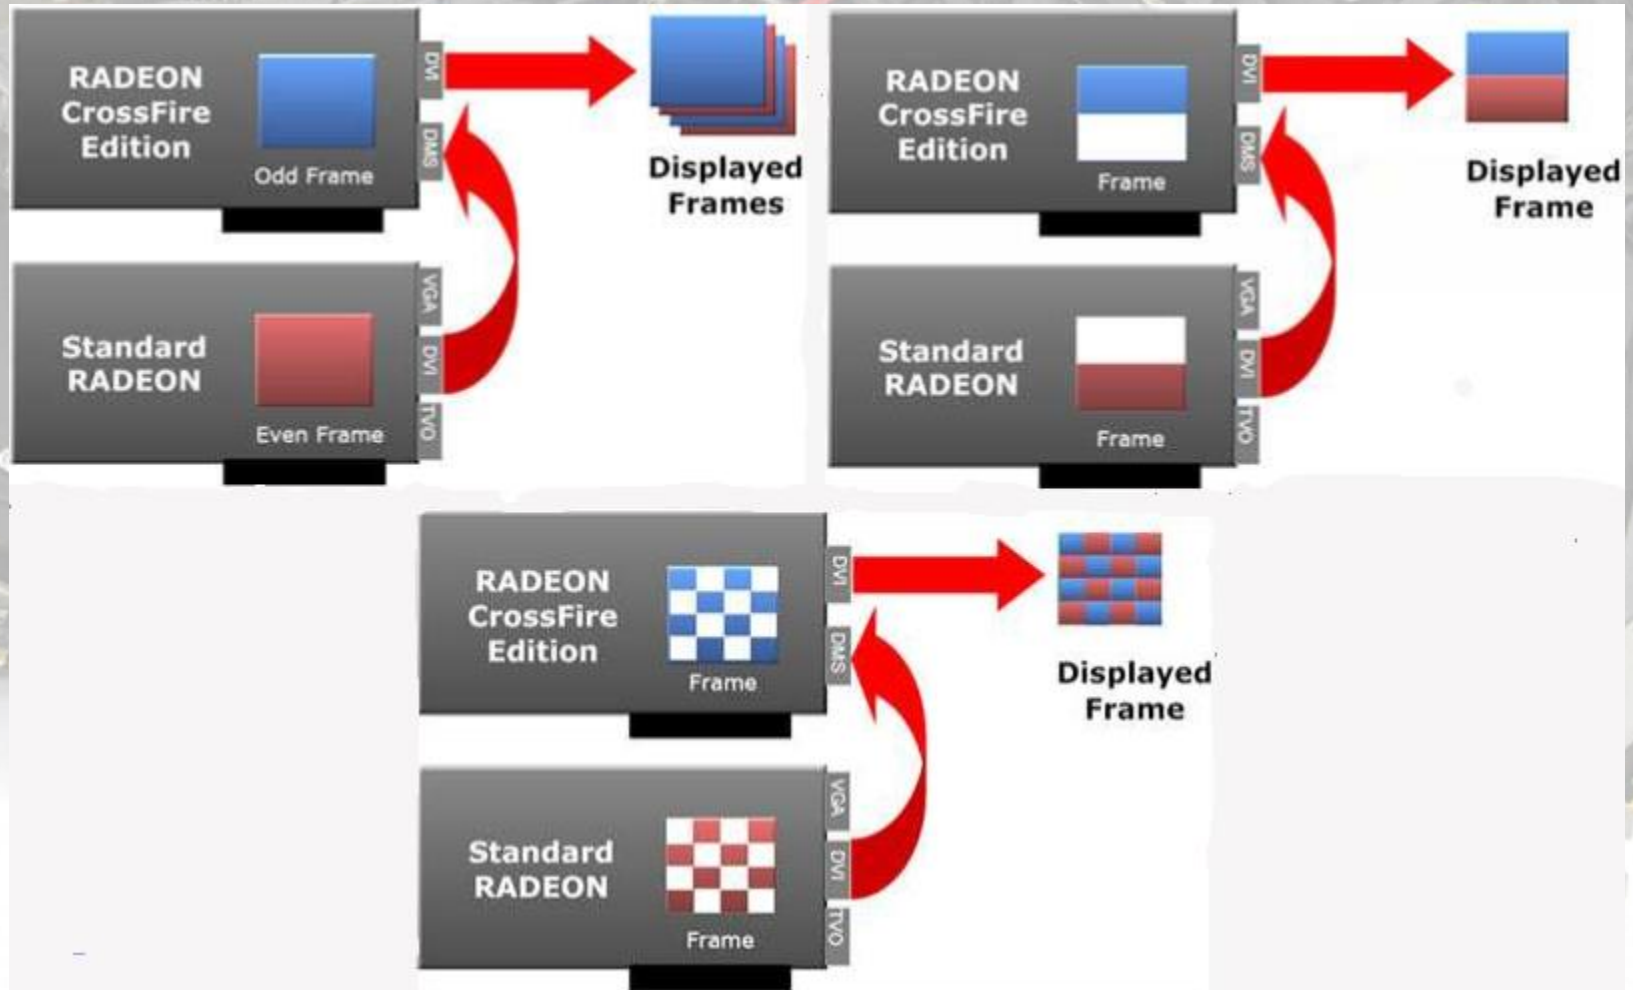 RADEON
CrossFire
Edition
Odd Frame
DVI
DMS
Displayed
Frames
Standard
RADEON
Even Frame
VGA
DVI
TVO
RADEON
CrossFire
Edition
Frame
DVI
DMS
Displayed
Frame
Standard
RADEON
Frame
VGA
DVI
TVO
RADEON
CrossFire
Edition
Frame
DVI
DMS
Displayed
Frame
Standard
RADEON
Frame
VGA
DVI
TVO